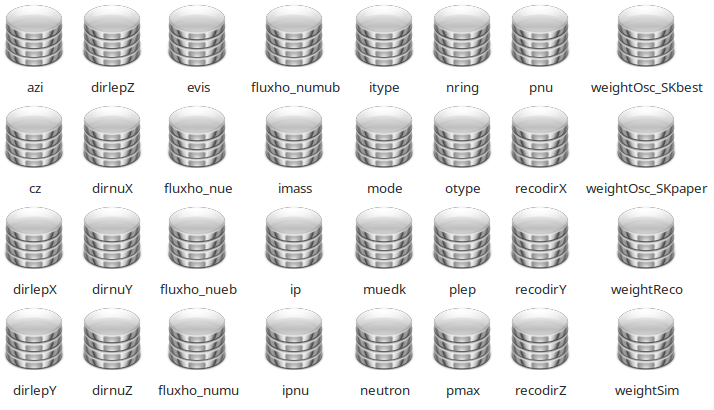 azi dirlepZ evis fluxho_numub itype nring pnu weightOsc_SKbest
cz dirnuX fluxho_nue imass mode otype recodirX weightOsc_SKpaper
dirlepX dirnuY fluxho_nueb ip muedk plep recodirY weightReco
dirlepY dirnuZ fluxho_numu ipnu neutron pmax recodirZ weightSim